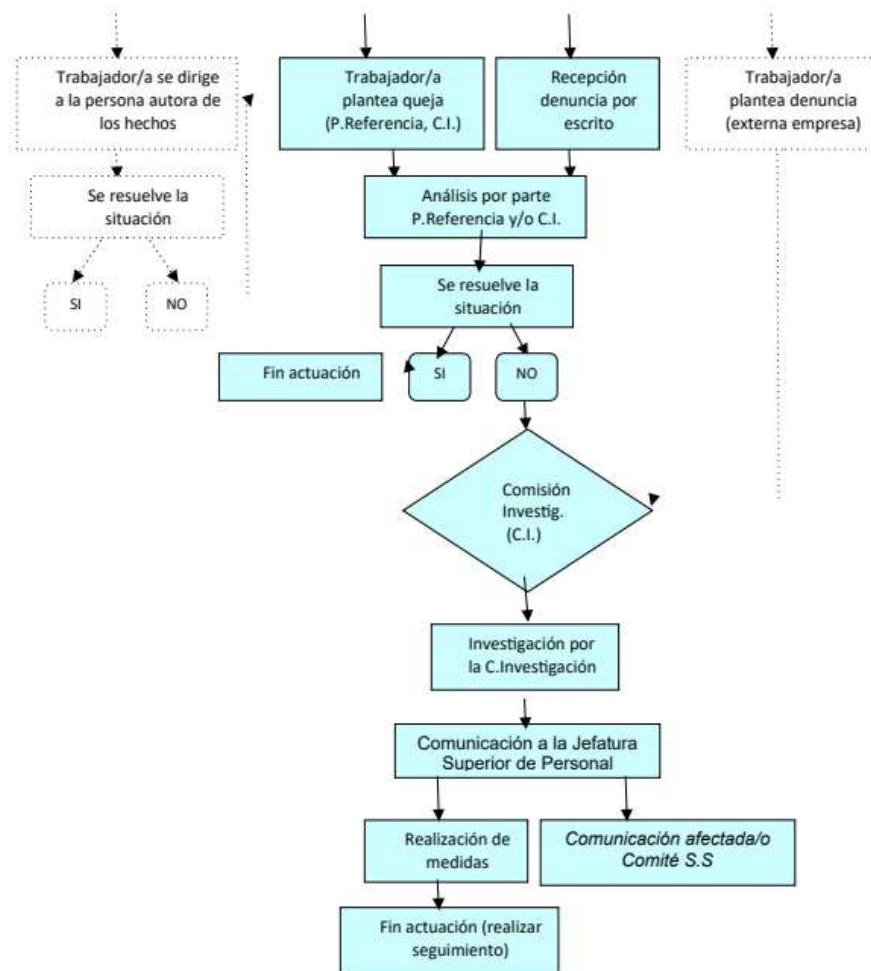 Trabajador/a se dirige
a la persona autora de
los hechos
Trabajador/a
plantea queja
(P.Referencia, C.I.)
Recepción
denuncia por
escrito
Trabajador/a
plantea denuncia
(externa empresa)
Se resuelve la
situación
Análisis por parte
P.Referencia y/o C.I.
SI
NO
Se resuelve la
situación
Fin actuación
SI
NO
Comisión
Investig.
(C.I.)
Investigación por
la C.Investigación
Comunicación a la Jefatura
Superior de Personal
Realización de
medidas
Comunicación afectada/o
Comité S.S
Fin actuación (realizar
seguimiento)